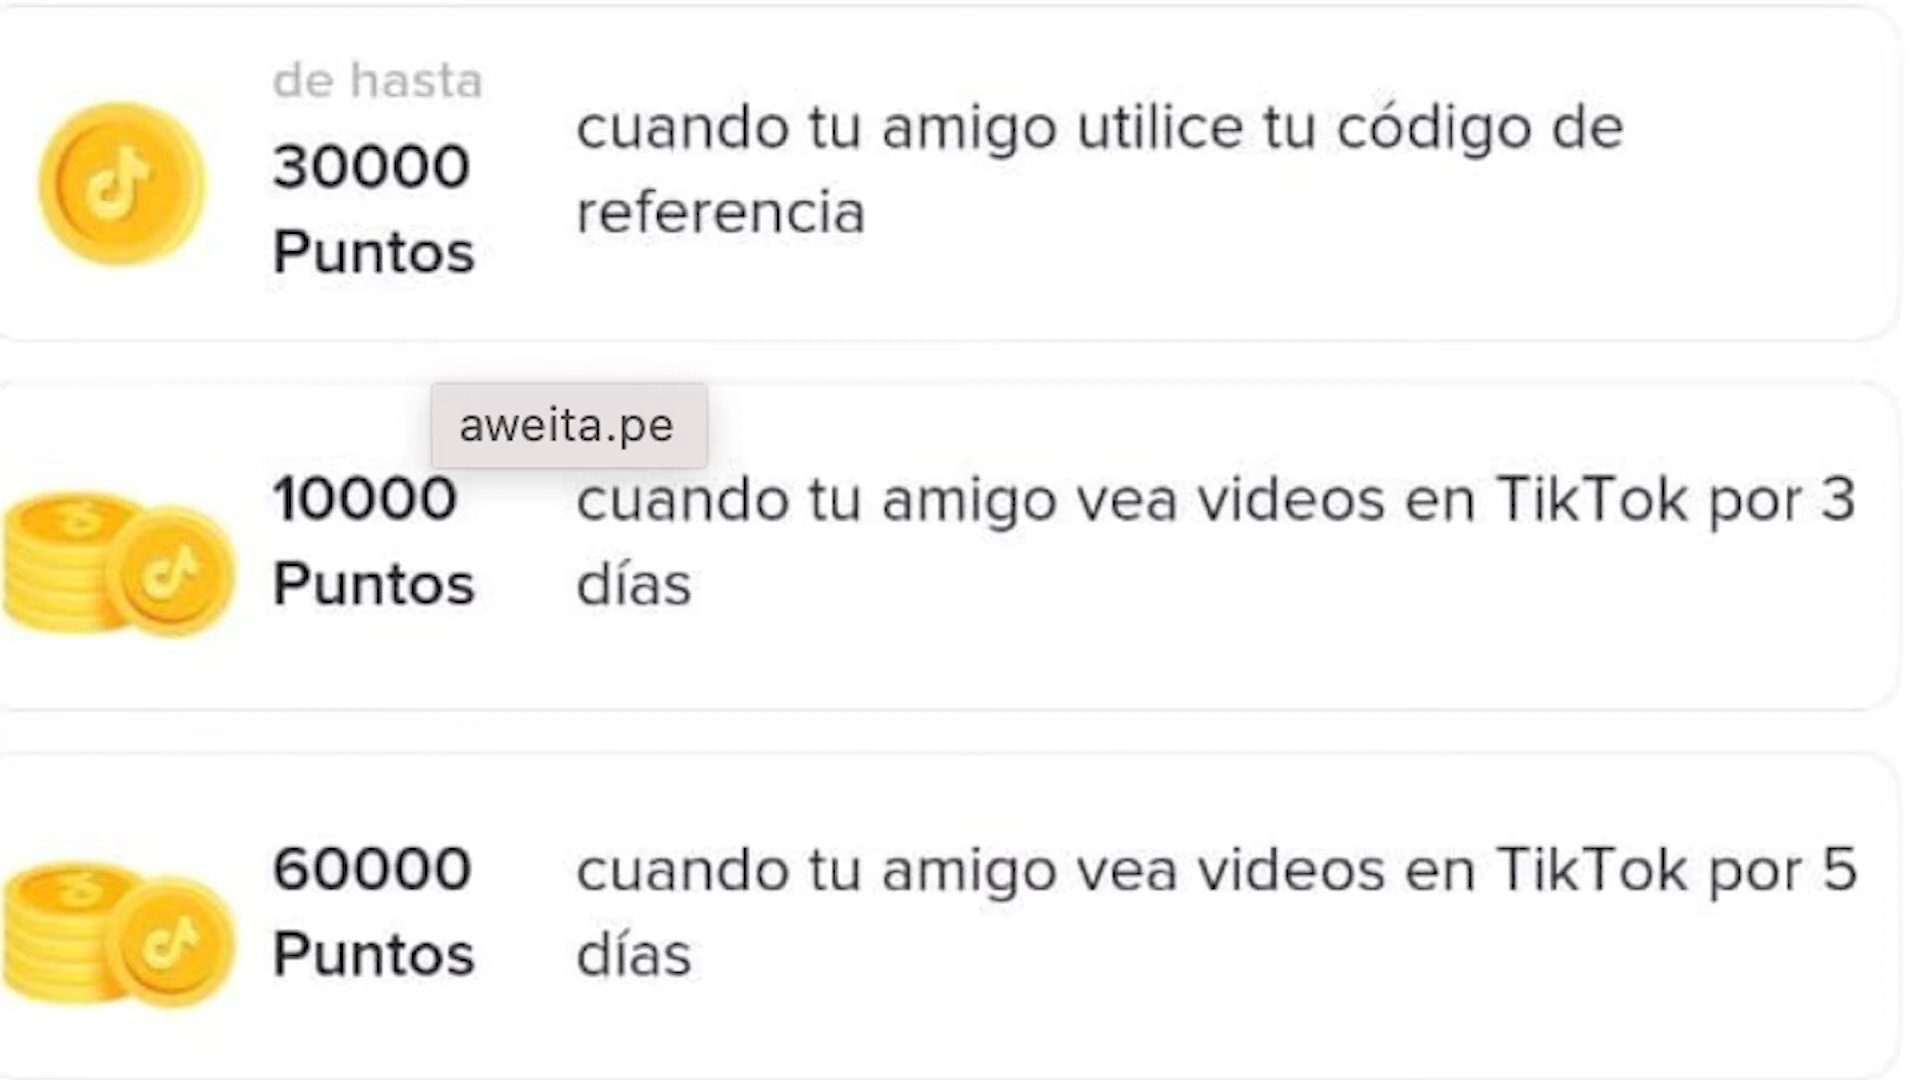 de hasta
30000
Puntos
cuando tu amigo utilice tu código de
referencia
aweita.pe
10000
Puntos
cuando tu amigo vea videos en TikTok por 3
días
60000
Puntos
cuando tu amigo vea videos en TikTok por 5
días